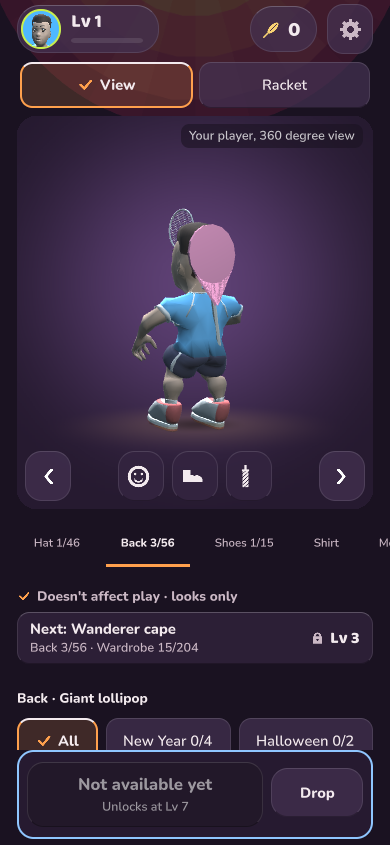 Lv 1
0
View
Racket
Your player, 360 degree view
Hat 1/46
Back 3/56
Shoes 1/15
Shirt
Doesn't affect play · looks only
Next: Wanderer cape
Back 3/56 · Wardrobe 15/204
Lv 3
Back · Giant lollipop
All
New Year 0/4
Halloween 0/2
Not available yet
Unlocks at Lv 7
Drop